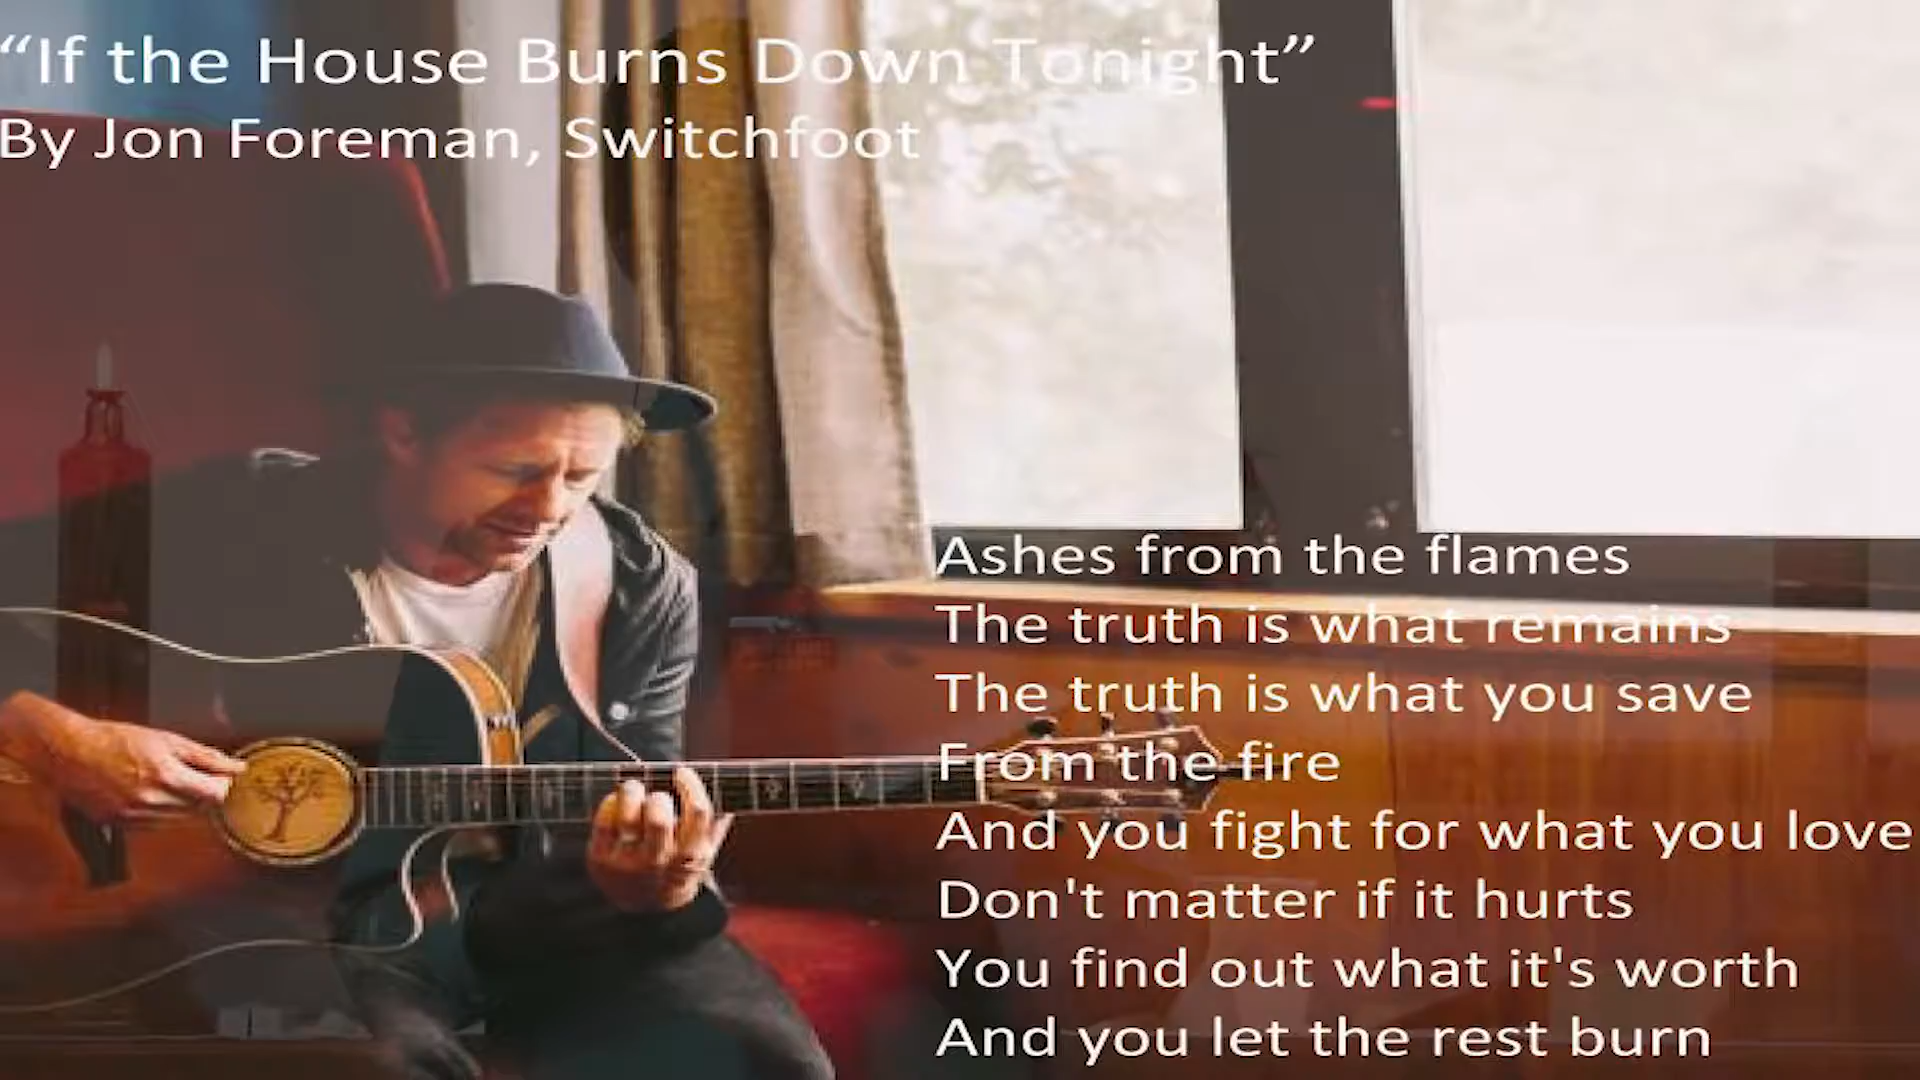 “If the House Burns Down Tonight”
By Jon Foreman, Switchfoot
Ashes from the flames
The truth is what remains
The truth is what you save
From the fire
And you fight for what you love
Don't matter if it hurts
You find out what it's worth
And you let the rest burn